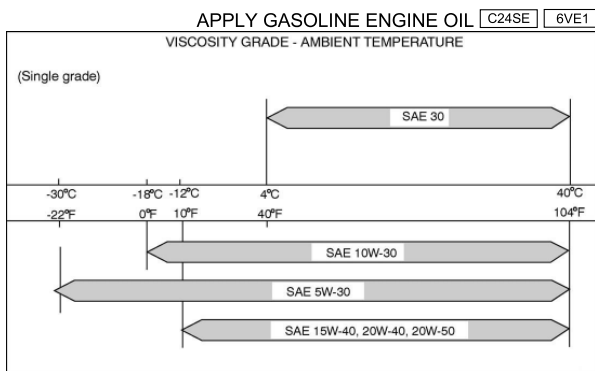 APPLY GASOLINE ENGINE OIL C24SE 6VE1
VISCOSITY GRADE - AMBIENT TEMPERATURE
(Single grade)
SAE 30
-30°C -18°C -12°C 4°C 40°C
-22°F 0°F 10°F 40°F 104°F
SAE 10W-30
SAE 5W-30
SAE 15W-40, 20W-40, 20W-50